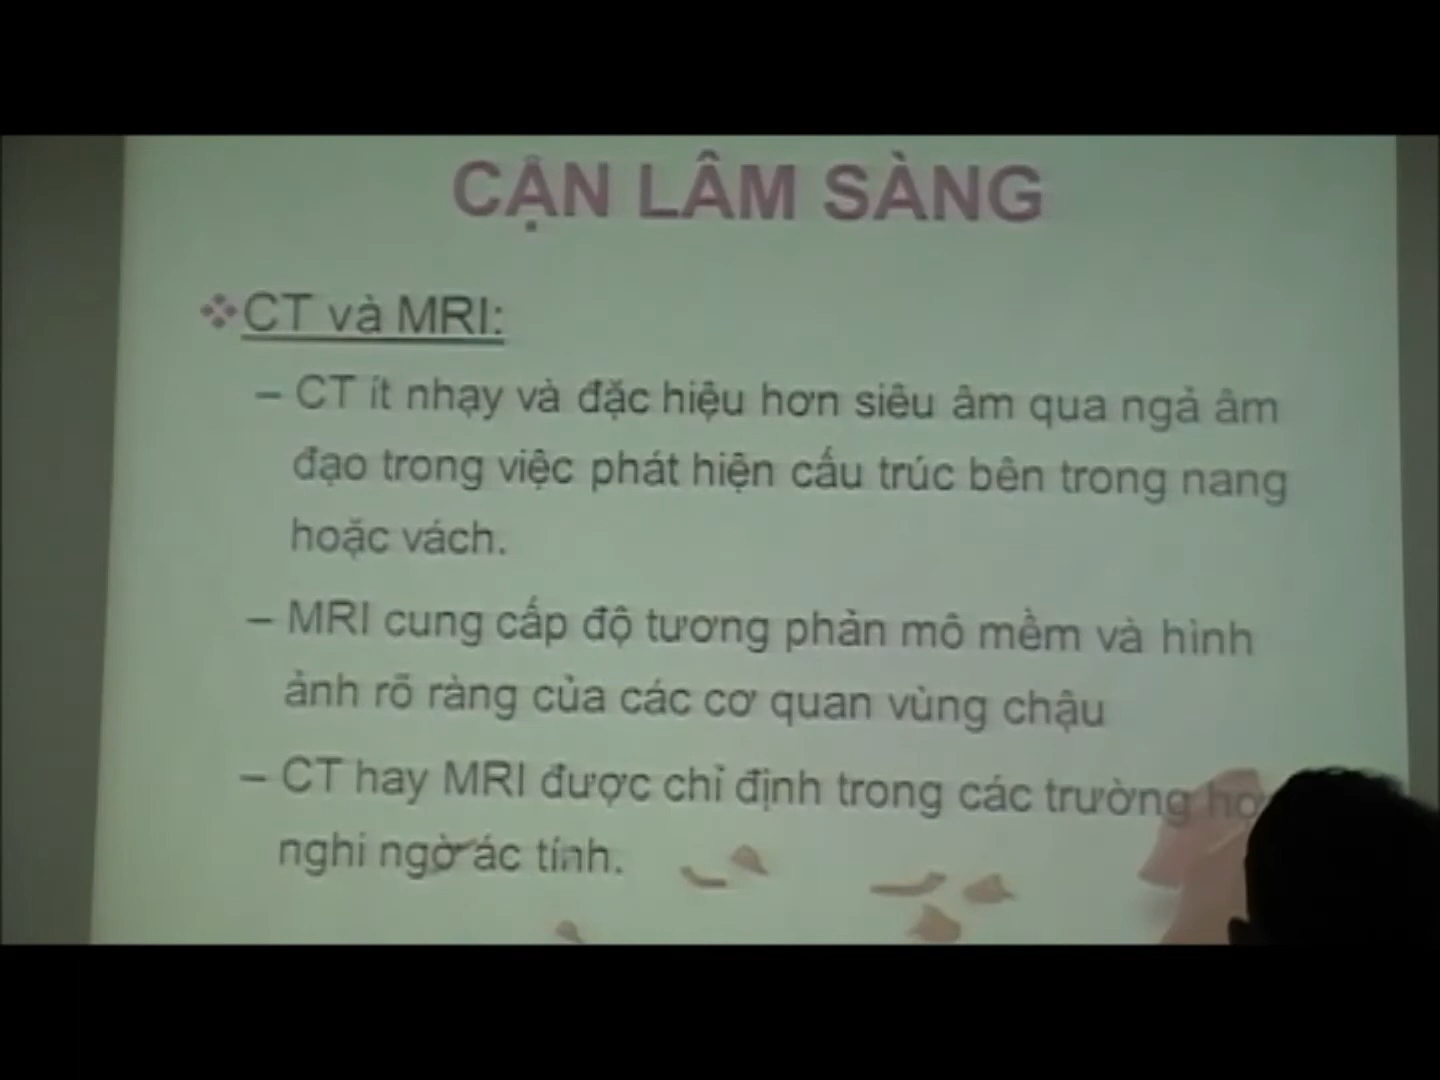 CẬN LÂM SÀNG
❖CT và MRI:
– CT ít nhạy và đặc hiệu hơn siêu âm qua ngả âm
đạo trong việc phát hiện cấu trúc bên trong nang
hoặc vách.
– MRI cung cấp độ tương phản mô mềm và hình
ảnh rõ ràng của các cơ quan vùng chậu
– CT hay MRI được chỉ định trong các trường
nghi ngờ ác tính.